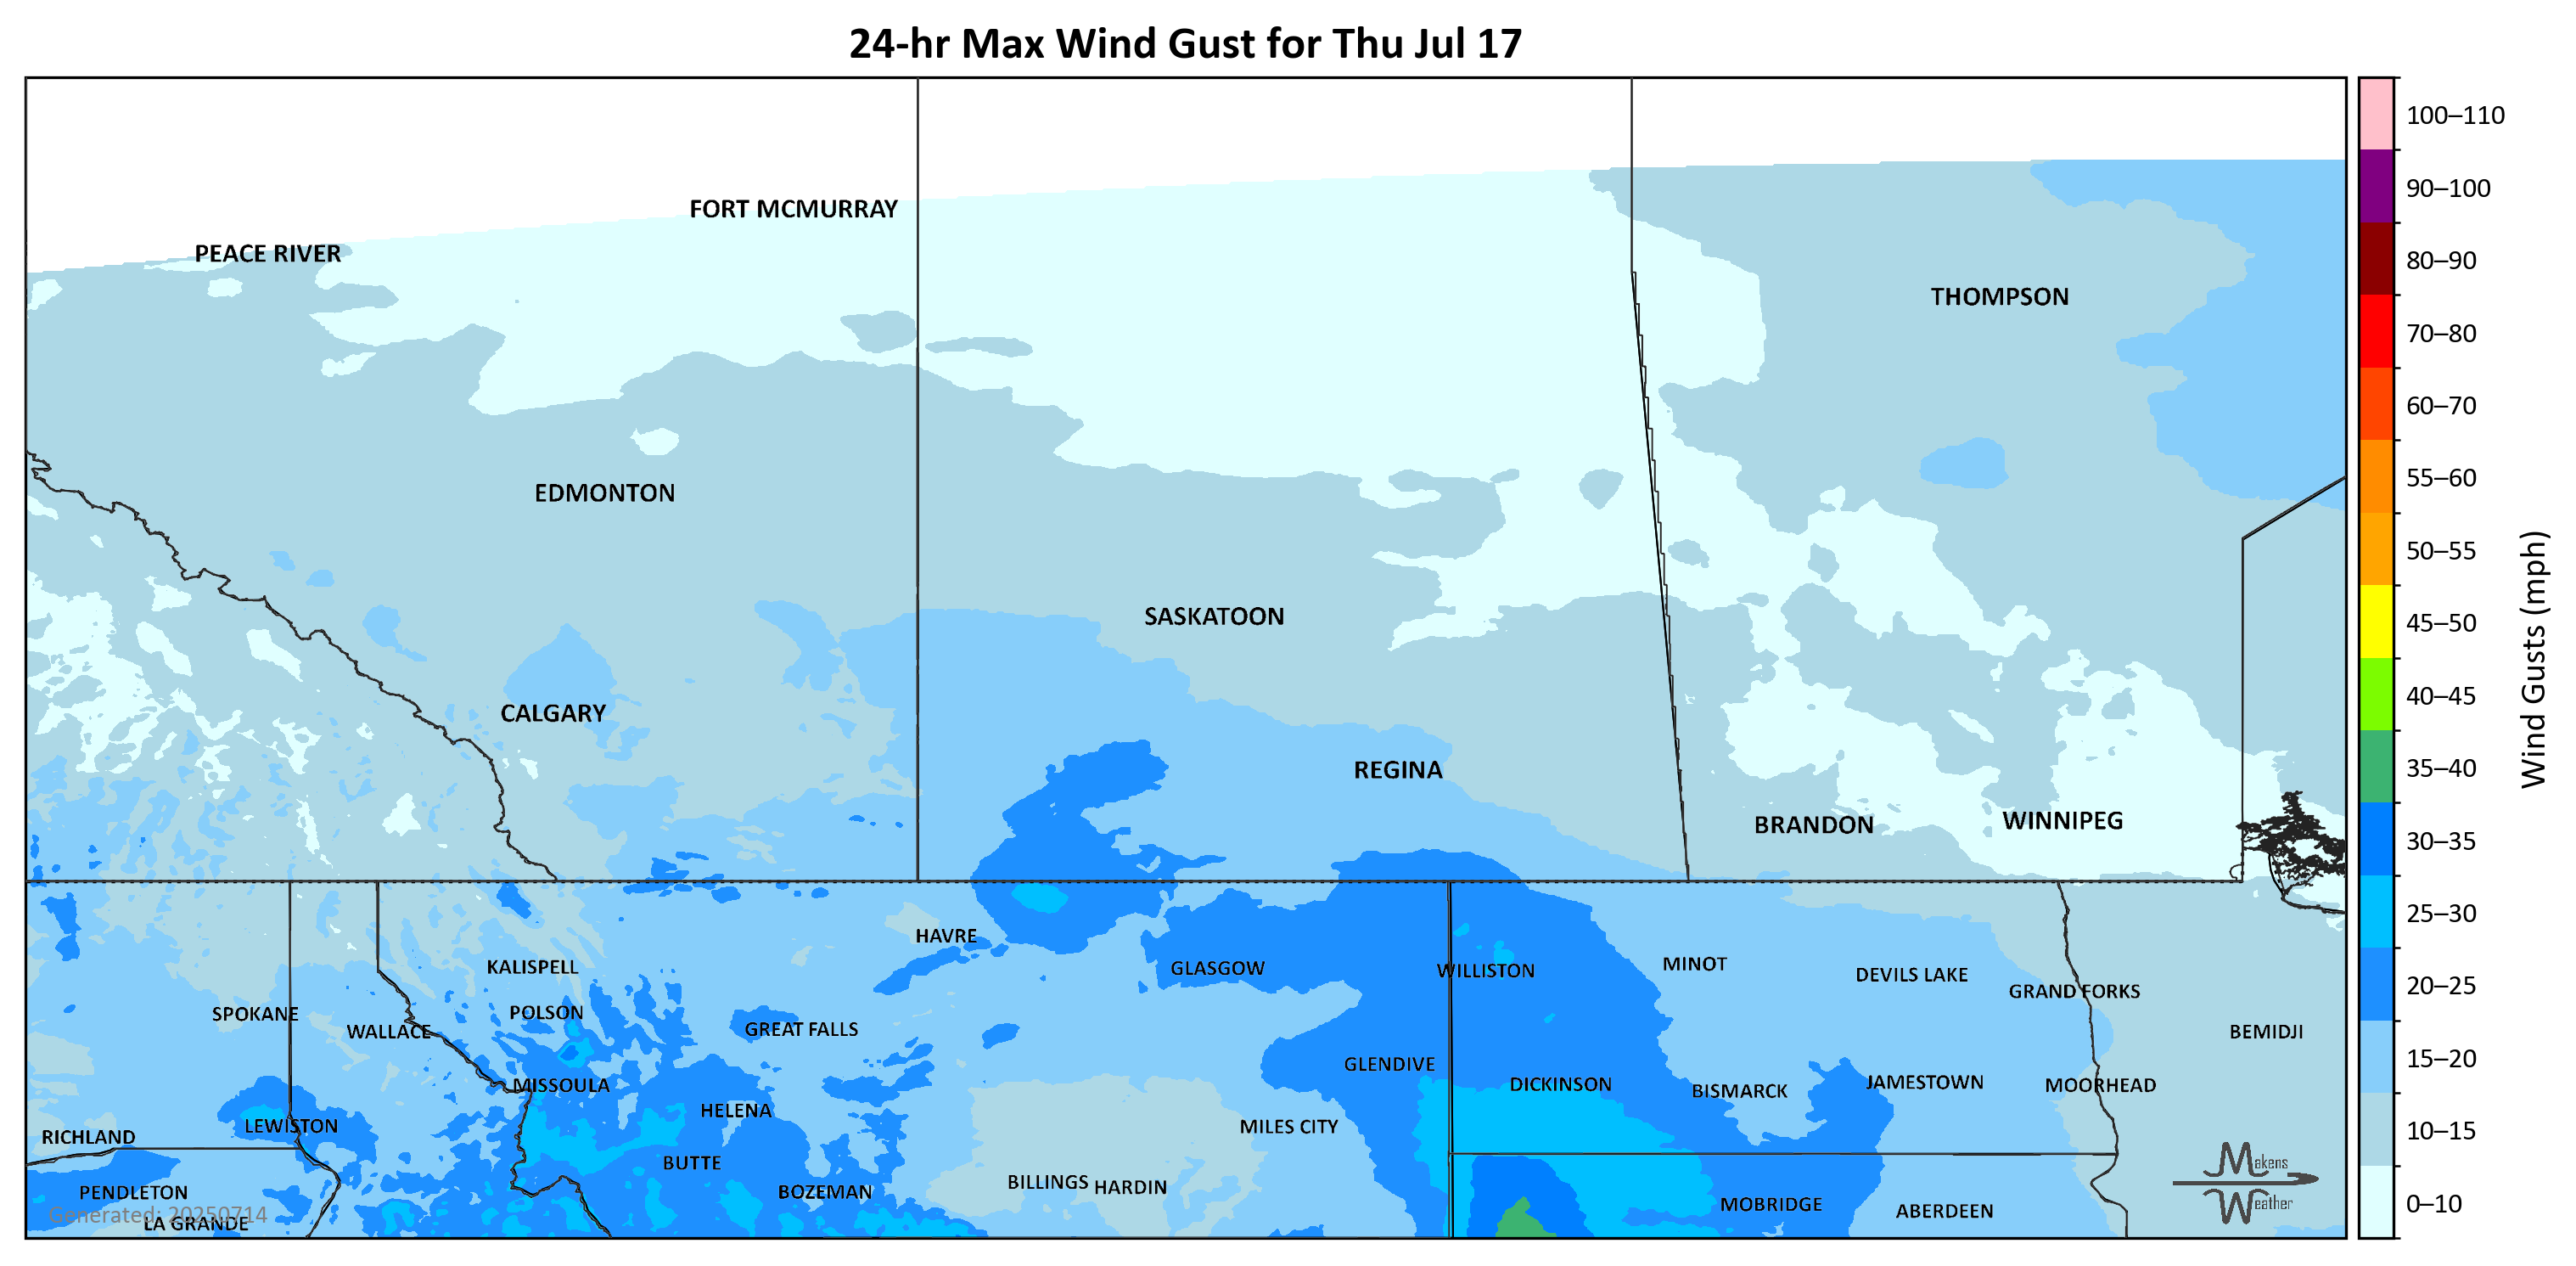 24-hr Max Wind Gust for Thu Jul 17
100–110
90–100
80–90
70–80
60–70
55–60
50–55
45–50
40–45
35–40
30–35
25–30
20–25
15–20
10–15
0–10
Wind Gusts (mph)
FORT MCMURRAY
PEACE RIVER
THOMPSON
EDMONTON
SASKATOON
CALGARY
REGINA
BRANDON
WINNIPEG
HAVRE
KALISPELL
GLASGOW
WILLISTON
MINOT
DEVILS LAKE
GRAND FORKS
SPOKANE
POLSON
WALLACE
GREAT FALLS
BEMIDJI
GLENDIVE
MISSOULA
DICKINSON
BISMARCK
JAMESTOWN
MOORHEAD
HELENA
LEWISTON
MILES CITY
RICHLAND
BUTTE
BILLINGS
HARDIN
PENDLETON
BOZEMAN
MOBRIDGE
ABERDEEN
LA GRANDE
Generated: 20250714
Makens
Weather